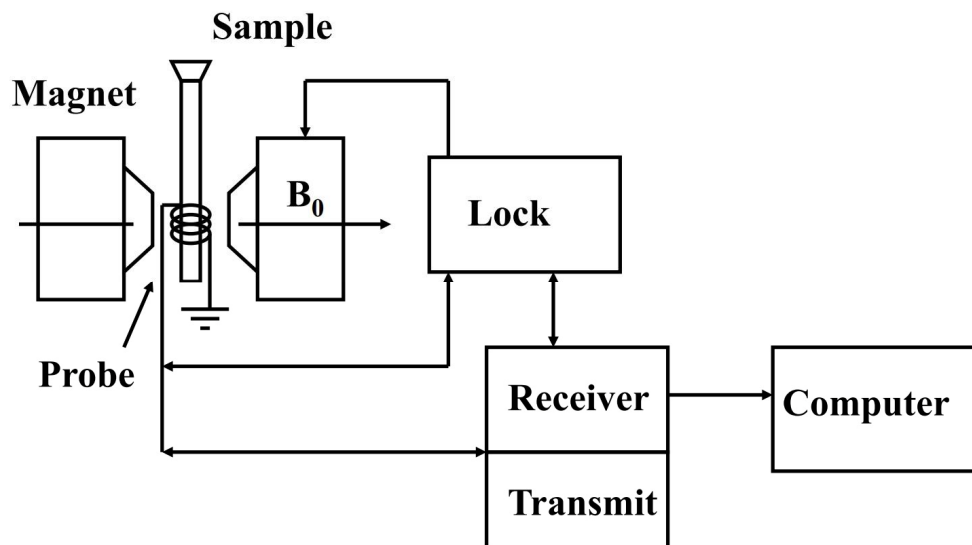 Sample
Magnet
B₀
Lock
Probe
Receiver
Computer
Transmit